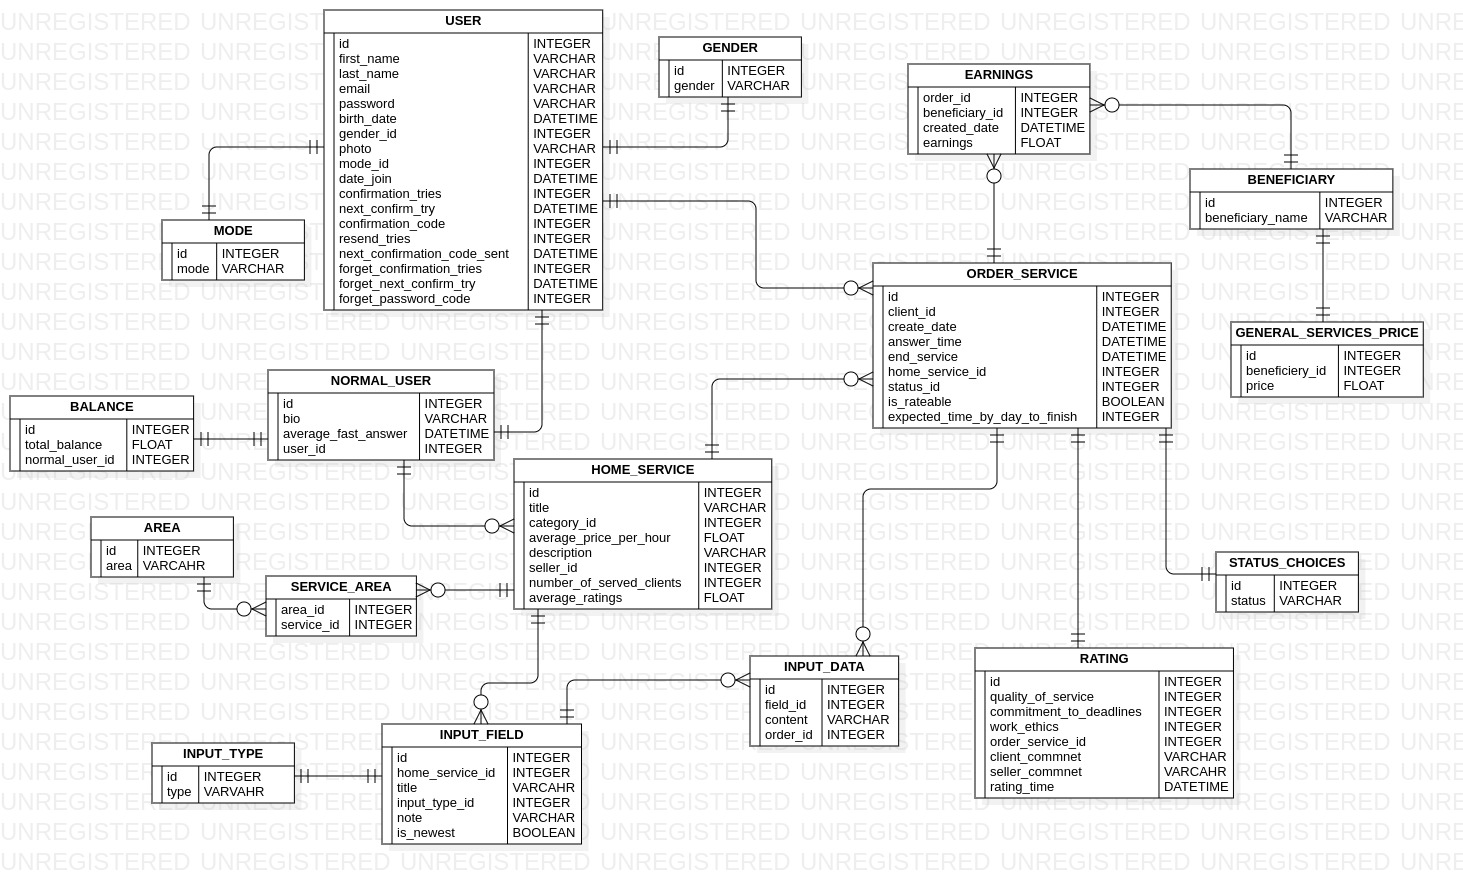 USER
id INTEGER
first_name VARCHAR
last_name VARCHAR
email VARCHAR
password VARCHAR
birth_date DATETIME
gender_id INTEGER
photo VARCHAR
mode_id INTEGER
date_join DATETIME
confirmation_tries INTEGER
next_confirm_try DATETIME
confirmation_code INTEGER
resend_tries INTEGER
next_confirmation_code_sent DATETIME
forget_confirmation_tries INTEGER
forget_next_confirm_try DATETIME
forget_password_code INTEGER
GENDER
id INTEGER
gender VARCHAR
EARNINGS
order_id INTEGER
beneficiary_id INTEGER
created_date DATETIME
earnings FLOAT
BENEFICIARY
id INTEGER
beneficiary_name VARCHAR
MODE
id INTEGER
mode VARCHAR
ORDER_SERVICE
id INTEGER
client_id INTEGER
create_date DATETIME
answer_time DATETIME
end_service DATETIME
home_service_id INTEGER
status_id INTEGER
is_rateable BOOLEAN
expected_time_by_day_to_finish INTEGER
GENERAL_SERVICES_PRICE
id INTEGER
beneficiery_id INTEGER
price FLOAT
NORMAL_USER
id INTEGER
bio VARCHAR
average_fast_answer DATETIME
user_id INTEGER
BALANCE
id INTEGER
total_balance FLOAT
normal_user_id INTEGER
HOME_SERVICE
id INTEGER
title VARCHAR
category_id INTEGER
average_price_per_hour FLOAT
description VARCHAR
seller_id INTEGER
number_of_served_clients INTEGER
average_ratings FLOAT
AREA
id INTEGER
area VARCAHR
SERVICE_AREA
area_id INTEGER
service_id INTEGER
STATUS_CHOICES
id INTEGER
status VARCHAR
INPUT_DATA
id INTEGER
field_id INTEGER
content VARCHAR
order_id INTEGER
RATING
id INTEGER
quality_of_service INTEGER
commitment_to_deadlines INTEGER
work_ethics INTEGER
order_service_id INTEGER
client_commnet VARCHAR
seller_commnet VARCAHR
rating_time DATETIME
INPUT_TYPE
id INTEGER
type VARVAHR
INPUT_FIELD
id INTEGER
home_service_id INTEGER
title VARCAHR
input_type_id INTEGER
note VARCHAR
is_newest BOOLEAN